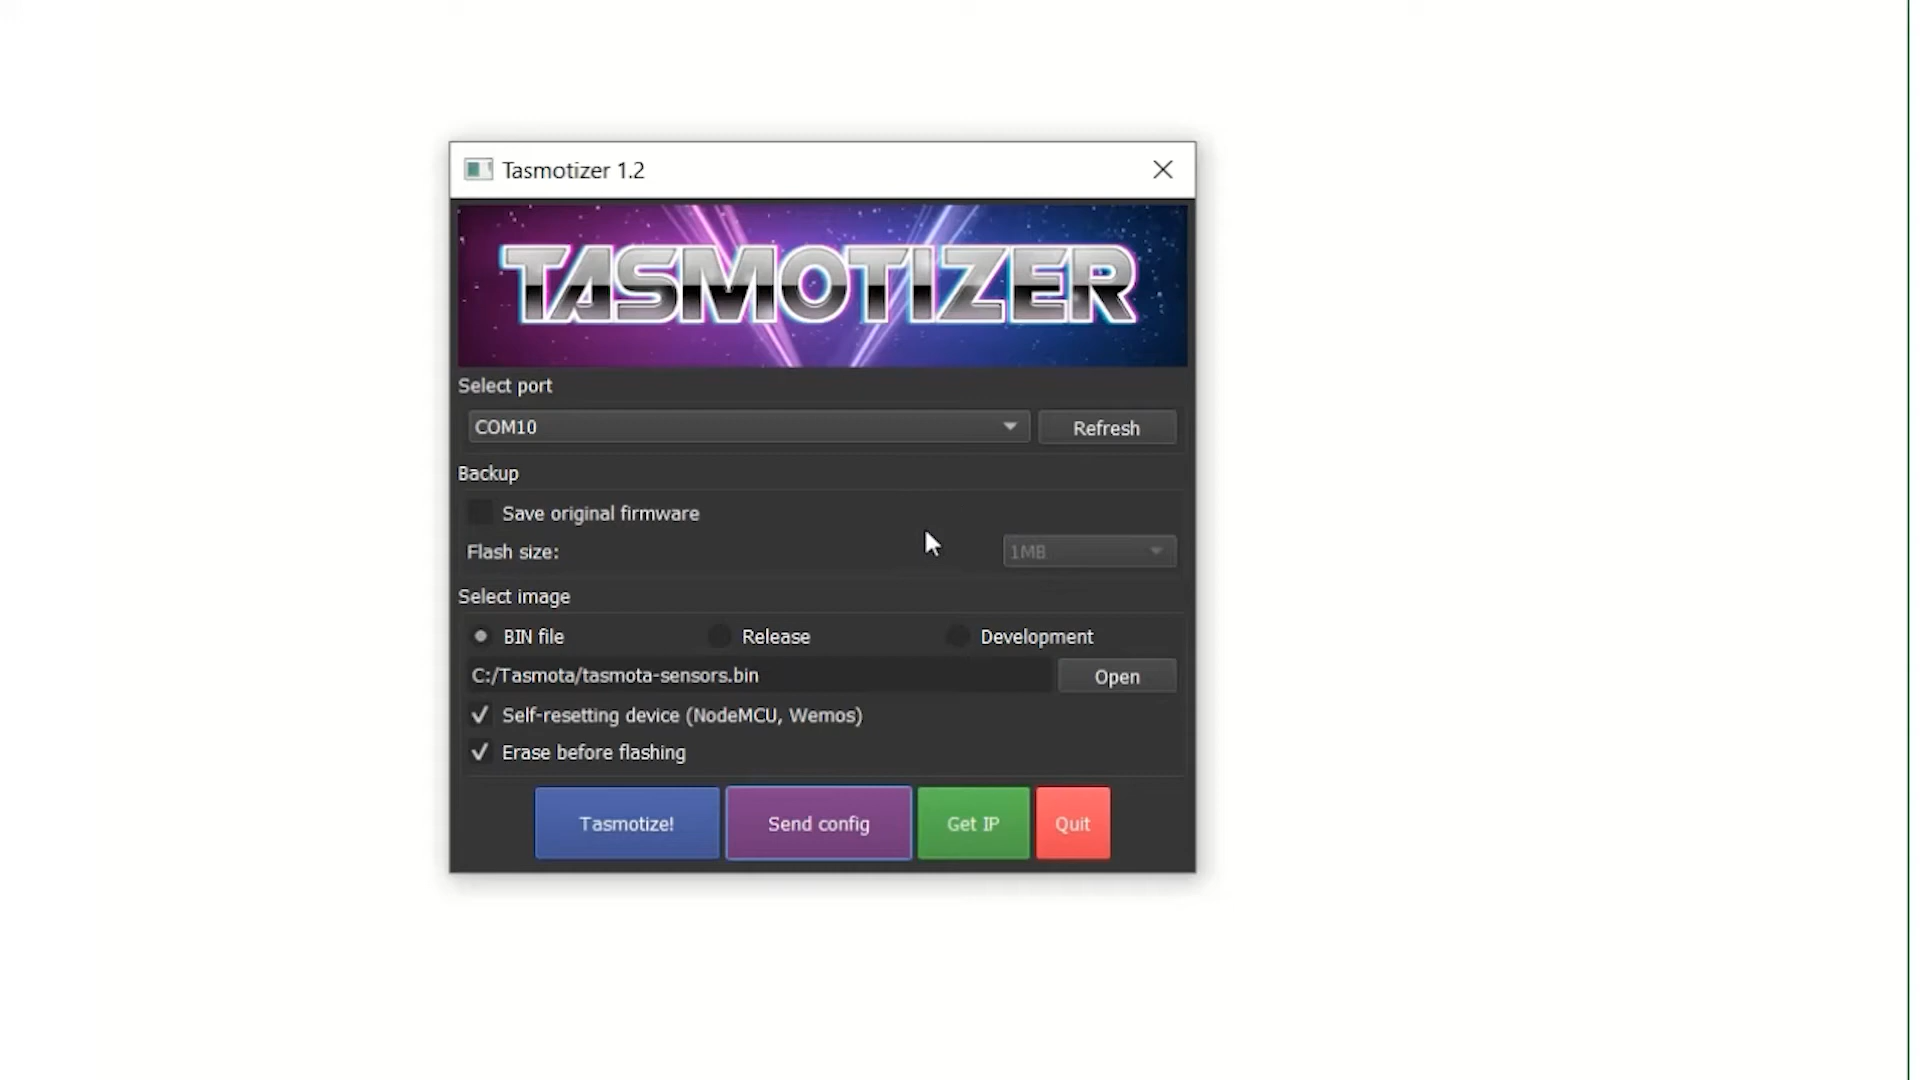 Tasmotizer 1.2
TASMOTIZER
Select port
COM10
Refresh
Backup
Save original firmware
Flash size:
1MB
Select image
BIN file
Release
Development
C:/Tasmota/tasmota-sensors.bin
Open
Self-resetting device (NodeMCU, Wemos)
Erase before flashing
Tasmotize!
Send config
Get IP
Quit